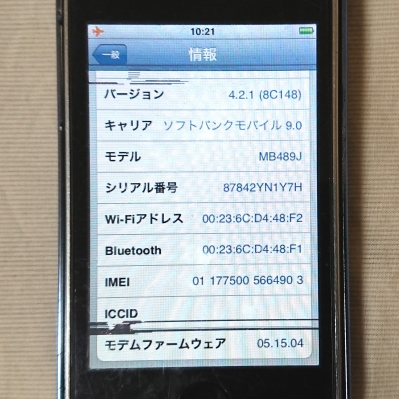 10:21
一般
情報
バージョン 4.2.1 (8C148)
キャリア ソフトバンクモバイル 9.0
モデル MB489J
シリアル番号 87842YN1Y7H
Wi-Fiアドレス 00:23:6C:D4:48:F2
Bluetooth 00:23:6C:D4:48:F1
IMEI 01 177500 566490 3
ICCID
モデムファームウェア 05.15.04